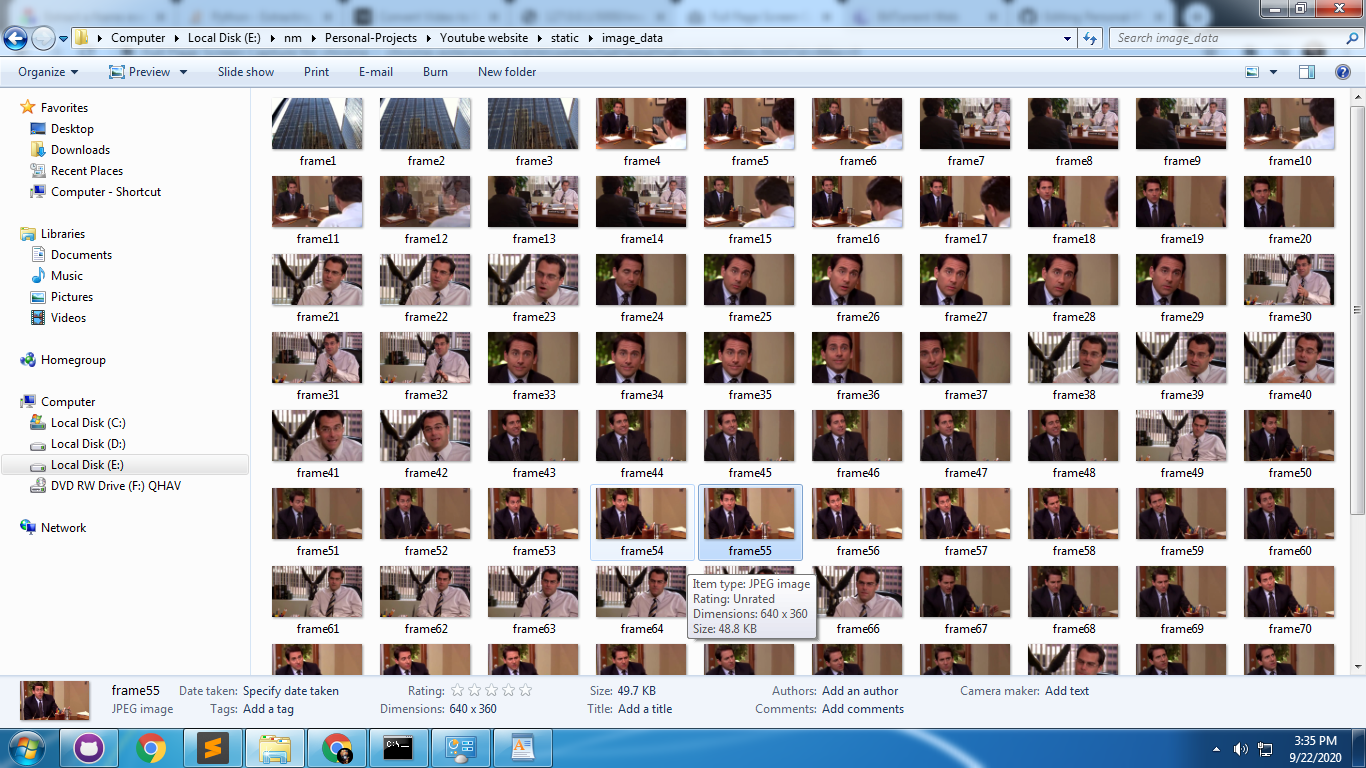 Computer Local Disk (E:) nm Personal-Projects Youtube website static image_data Search image_data
Organize Preview Slide show Print E-mail Burn New folder
Favorites
Desktop
Downloads
Recent Places
Computer - Shortcut
Libraries
Documents
Music
Pictures
Videos
Homegroup
Computer
Local Disk (C:)
Local Disk (D:)
Local Disk (E:)
DVD RW Drive (F:) QHAV
Network
frame1 frame2 frame3 frame4 frame5 frame6 frame7 frame8 frame9 frame10
frame11 frame12 frame13 frame14 frame15 frame16 frame17 frame18 frame19 frame20
frame21 frame22 frame23 frame24 frame25 frame26 frame27 frame28 frame29 frame30
frame31 frame32 frame33 frame34 frame35 frame36 frame37 frame38 frame39 frame40
frame41 frame42 frame43 frame44 frame45 frame46 frame47 frame48 frame49 frame50
frame51 frame52 frame53 frame54 frame55 frame56 frame57 frame58 frame59 frame60
frame61 frame62 frame63 frame64 frame66 frame67 frame68 frame69 frame70
Item type: JPEG image
Rating: Unrated
Dimensions: 640 x 360
Size: 48.8 KB
frame55 Date taken: Specify date taken Rating: Size: 49.7 KB Authors: Add an author Camera maker: Add text
JPEG image Tags: Add a tag Dimensions: 640 x 360 Title: Add a title Comments: Add comments
3:35 PM
9/22/2020